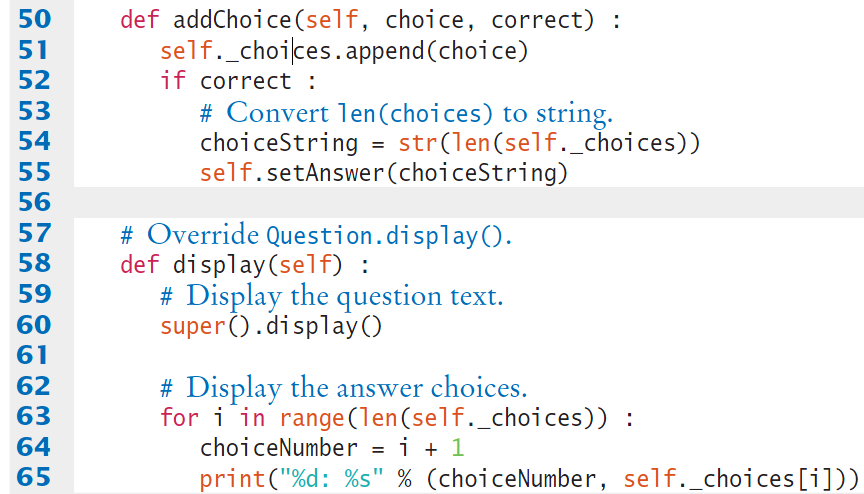 50 def addChoice(self, choice, correct) :
51 self._choices.append(choice)
52 if correct :
53 # Convert len(choices) to string.
54 choiceString = str(len(self._choices))
55 self.setAnswer(choiceString)
56
57 # Override Question.display().
58 def display(self) :
59 # Display the question text.
60 super().display()
61
62 # Display the answer choices.
63 for i in range(len(self._choices)) :
64 choiceNumber = i + 1
65 print("%d: %s" % (choiceNumber, self._choices[i]))